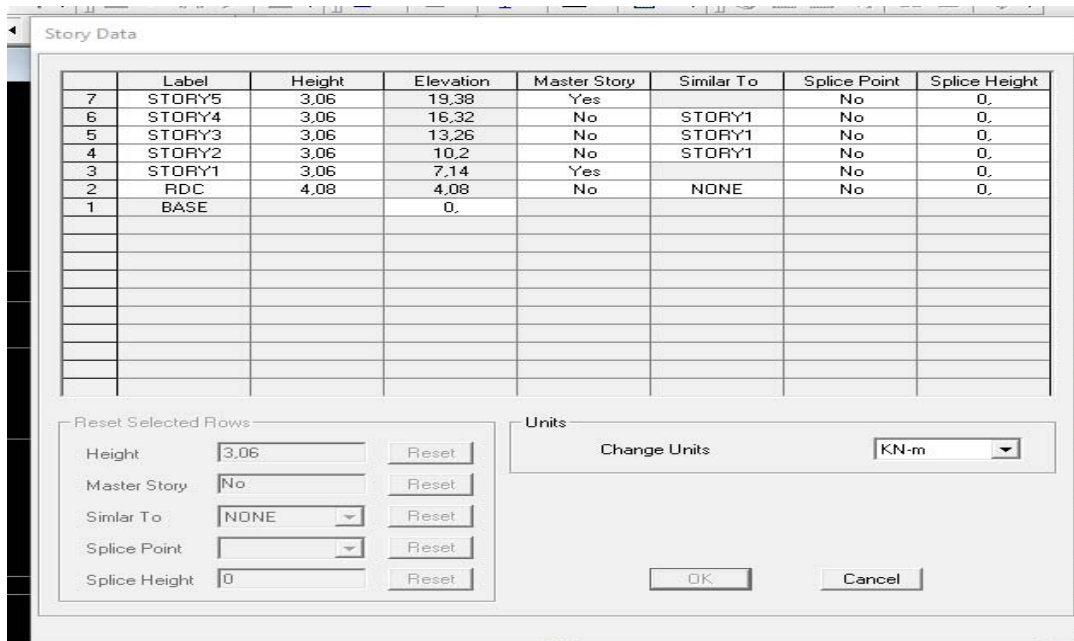 Story Data
Label Height Elevation Master Story Similar To Splice Point Splice Height
7 STORY5 3,06 19,38 Yes No 0,
6 STORY4 3,06 16,32 No STORY1 No 0,
5 STORY3 3,06 13,26 No STORY1 No 0,
4 STORY2 3,06 10,2 No STORY1 No 0,
3 STORY1 3,06 7,14 Yes No 0,
2 RDC 4,08 4,08 No NONE No 0,
1 BASE 0,
Reset Selected Rows
Height 3,06 Reset
Master Story No Reset
Simlar To NONE Reset
Splice Point Reset
Splice Height 0 Reset
Units
Change Units KN-m
OK Cancel